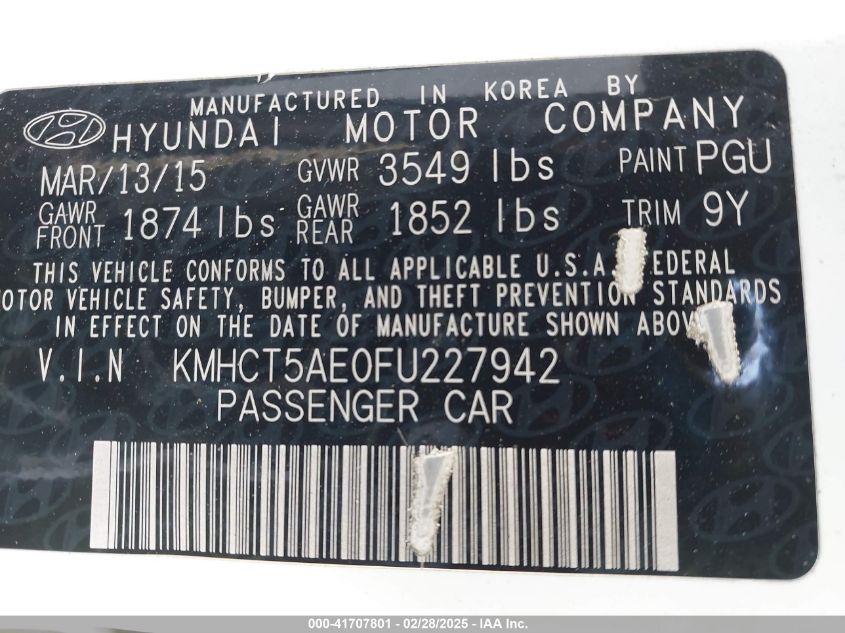 MANUFACTURED IN KOREA BY
HYUNDAI MOTOR COMPANY
MAR/13/15 GVWR 3549 lbs PAINT PGU
GAWR FRONT 1874 lbs GAWR REAR 1852 lbs TRIM 9Y
THIS VEHICLE CONFORMS TO ALL APPLICABLE U.S.A. FEDERAL
MOTOR VEHICLE SAFETY, BUMPER, AND THEFT PREVENTION STANDARDS
IN EFFECT ON THE DATE OF MANUFACTURE SHOWN ABOVE
V.I.N KMHCT5AE0FU227942
PASSENGER CAR
000-41707801 - 02/28/2025 - IAA Inc.